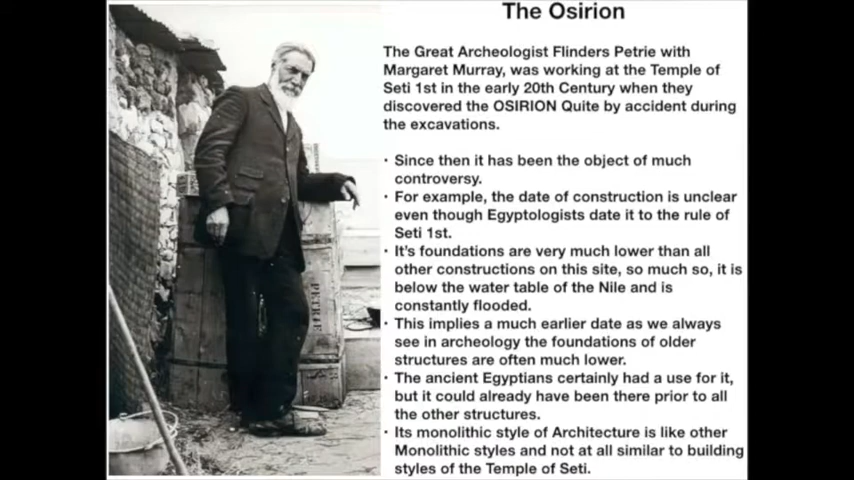 The Osirion
The Great Archeologist Flinders Petrie with
Margaret Murray, was working at the Temple of
Seti 1st in the early 20th Century when they
discovered the OSIRION Quite by accident during
the excavations.
· Since then it has been the object of much
controversy.
· For example, the date of construction is unclear
even though Egyptologists date it to the rule of
Seti 1st.
· It's foundations are very much lower than all
other constructions on this site, so much so, it is
below the water table of the Nile and is
constantly flooded.
· This implies a much earlier date as we always
see in archeology the foundations of older
structures are often much lower.
· The ancient Egyptians certainly had a use for it,
but it could already have been there prior to all
the other structures.
· Its monolithic style of Architecture is like other
Monolithic styles and not at all similar to building
styles of the Temple of Seti.
PETRIE